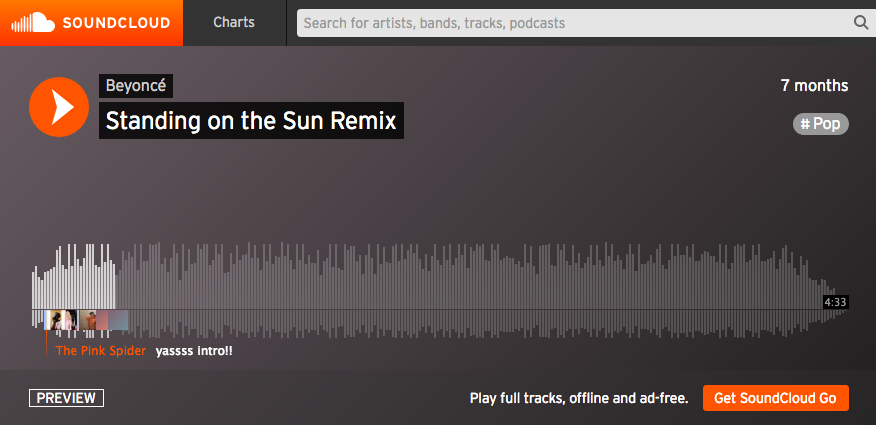 SOUNDCLOUD
Charts
Search for artists, bands, tracks, podcasts
Beyoncé
7 months
Standing on the Sun Remix
# Pop
4:33
The Pink Spider yassss intro!!
PREVIEW
Play full tracks, offline and ad-free.
Get SoundCloud Go